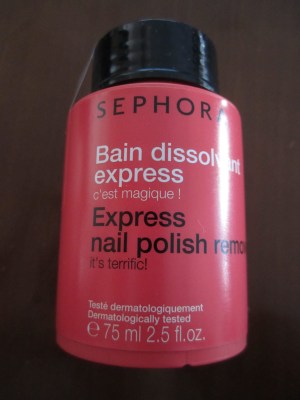 SEPHORA
Bain dissolvant
express
c'est magique !
Express
nail polish remo
it's terrific!
Testé dermatologiquement
Dermatologically tested
℮ 75 ml 2.5 fl.oz.